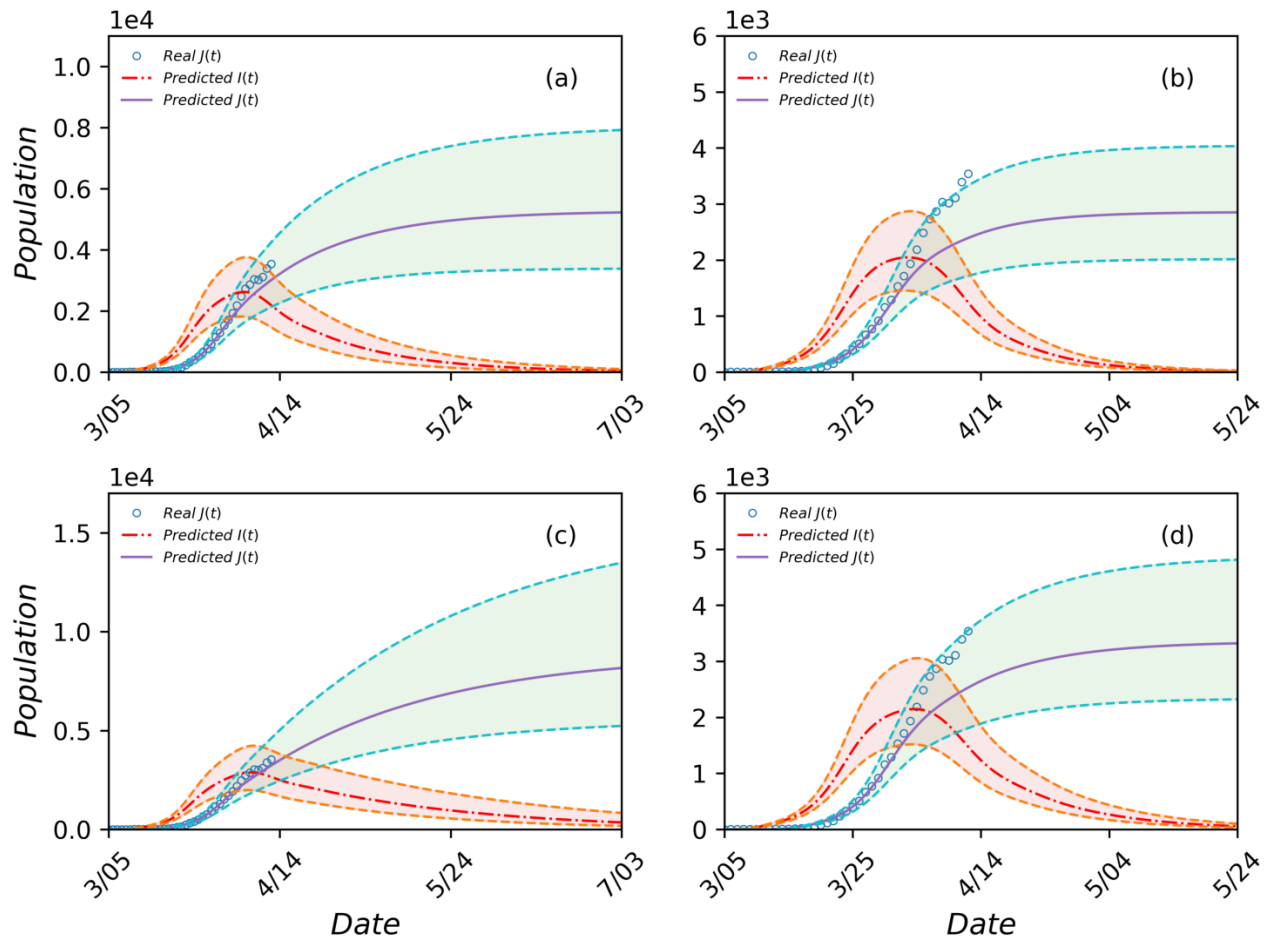 1e4
Real J(t)
Predicted I(t)
Predicted J(t)
(a)
1.0
0.8
0.6
0.4
0.2
0.0
Population
3/05
4/14
5/24
7/03
1e3
Real J(t)
Predicted I(t)
Predicted J(t)
(b)
6
5
4
3
2
1
0
3/05
3/25
4/14
5/04
5/24
1e4
Real J(t)
Predicted I(t)
Predicted J(t)
(c)
1.5
1.0
0.5
0.0
Population
3/05
4/14
5/24
7/03
Date
1e3
Real J(t)
Predicted I(t)
Predicted J(t)
(d)
6
5
4
3
2
1
0
3/05
3/25
4/14
5/04
5/24
Date